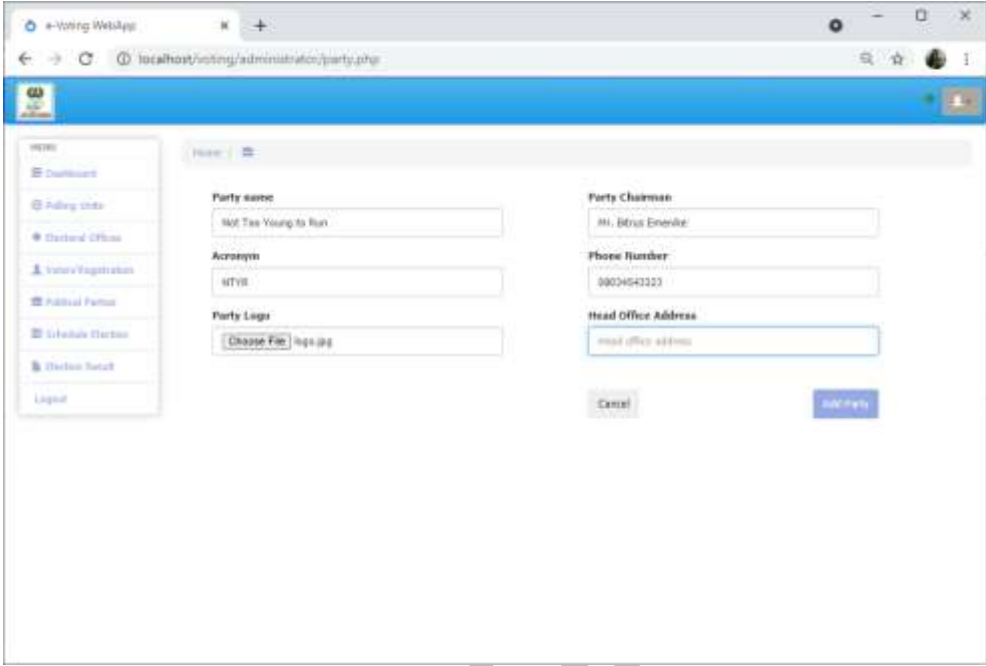 e-Voting WebApp
localhost/voting/administrator/party.php
MENU
Dashboard
Polling Units
Electoral Offices
Voters Registration
Political Parties
Schedule Election
Election Result
Logout
Home /
Party name
Not Too Young to Run
Acronym
NTYR
Party Logo
Choose File logo.jpg
Party Chairman
Mr. Bitrus Emenike
Phone Number
08034543323
Head Office Address
Head office address
Cancel
Add Party